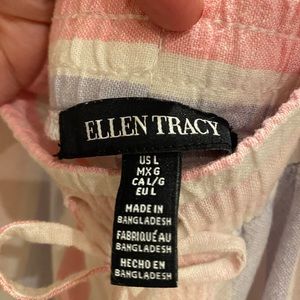 ELLEN TRACY
US L
MX G
CA L/G
EU L
MADE IN
BANGLADESH
FABRIQUÉ AU
BANGLADESH
HECHO EN
BANGLADESH